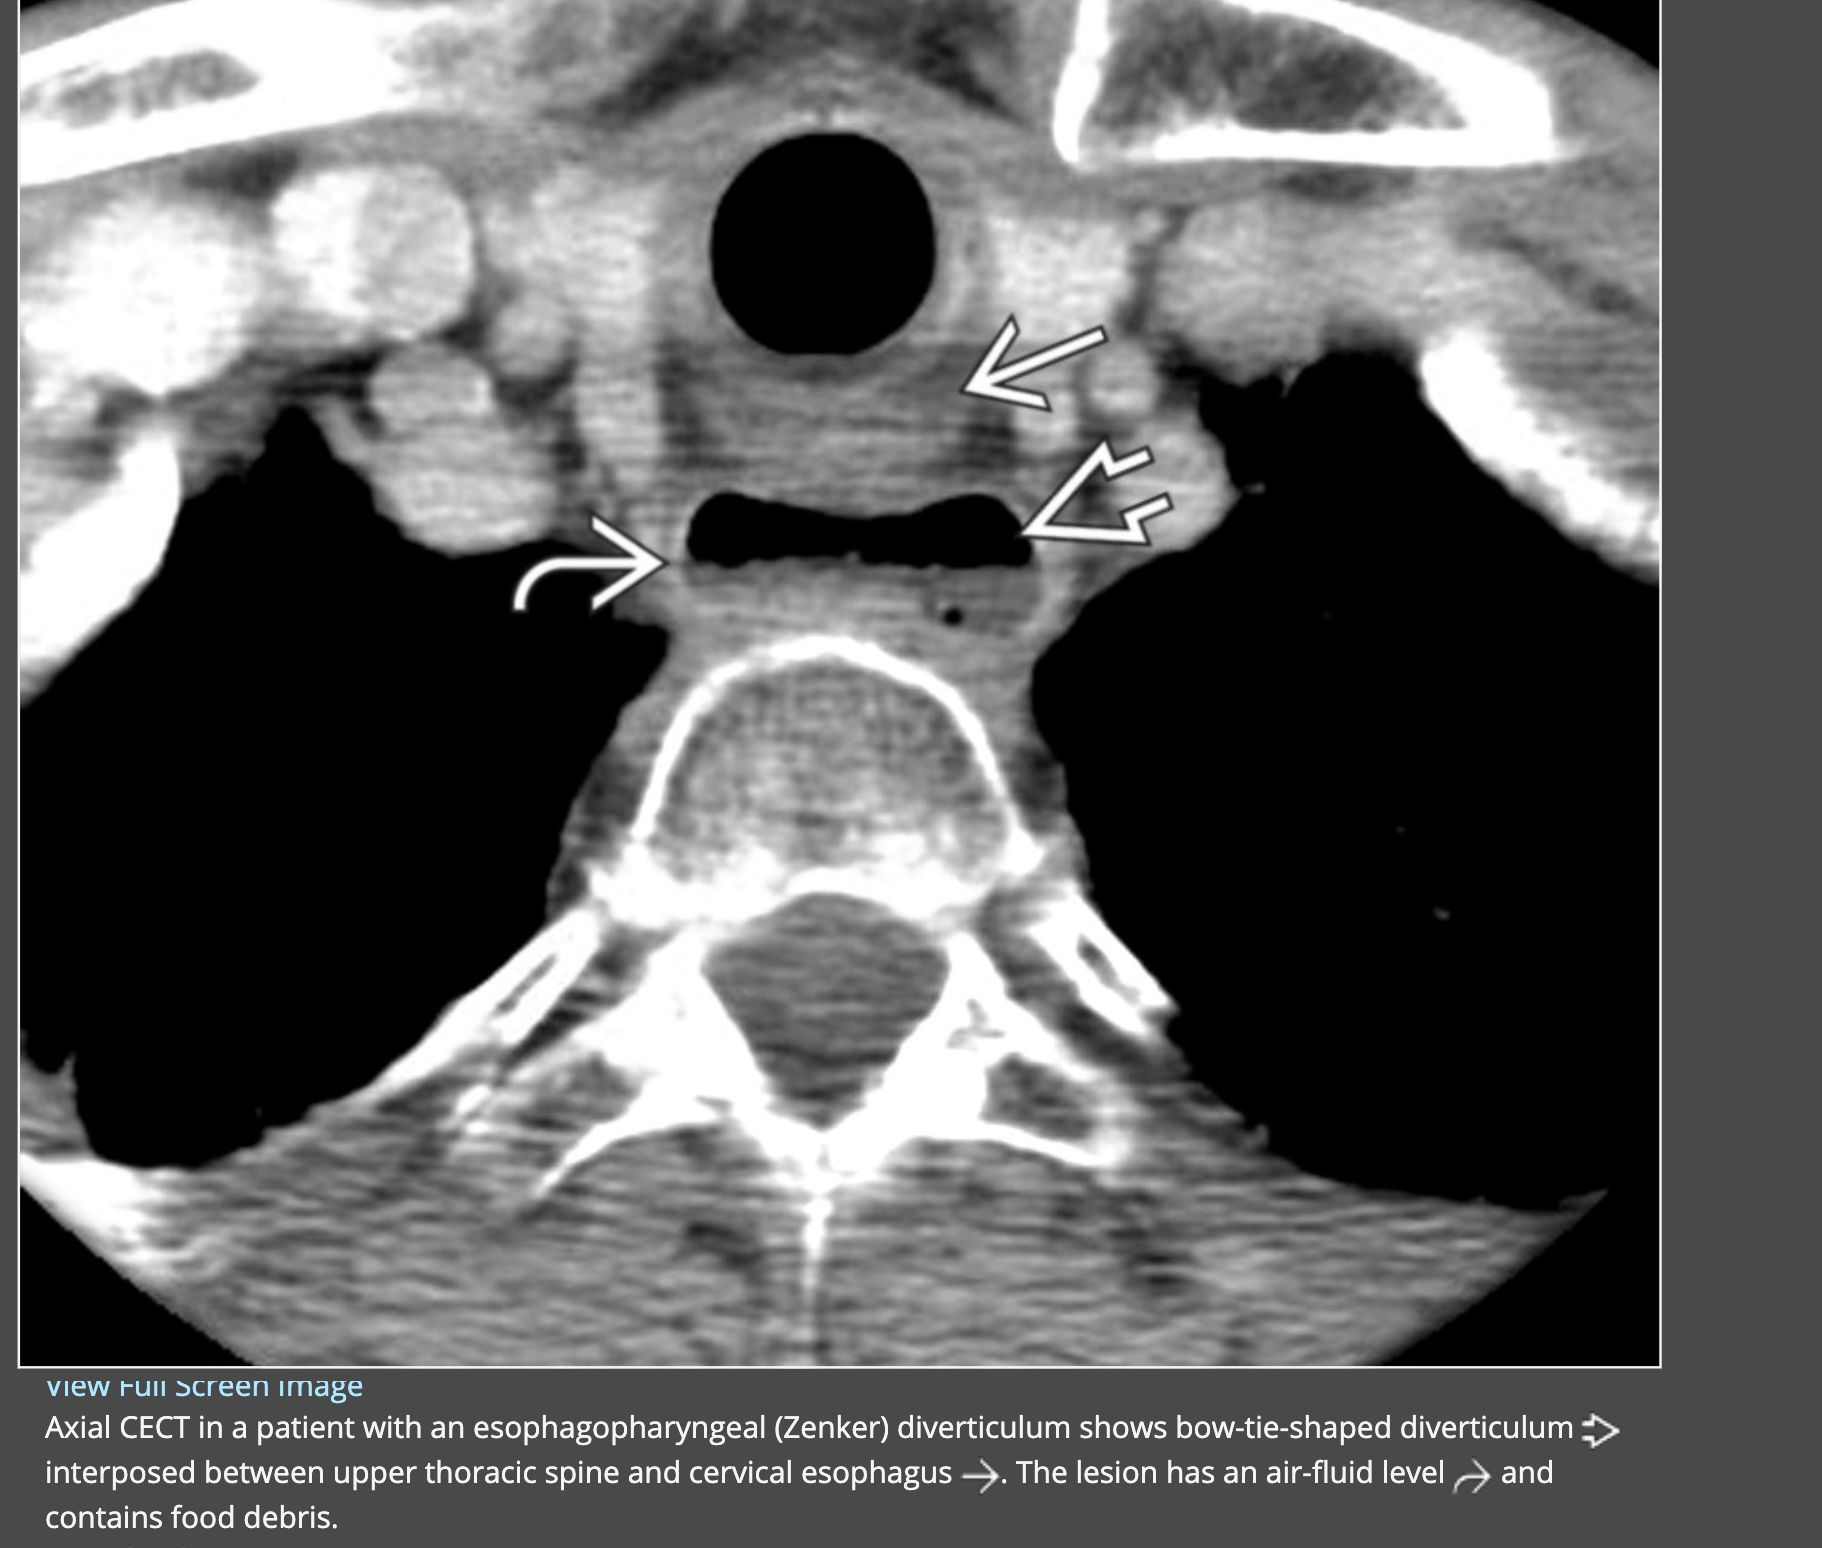 View Full Screen Image
Axial CECT in a patient with an esophagopharyngeal (Zenker) diverticulum shows bow-tie-shaped diverticulum
interposed between upper thoracic spine and cervical esophagus. The lesion has an air-fluid level and
contains food debris.